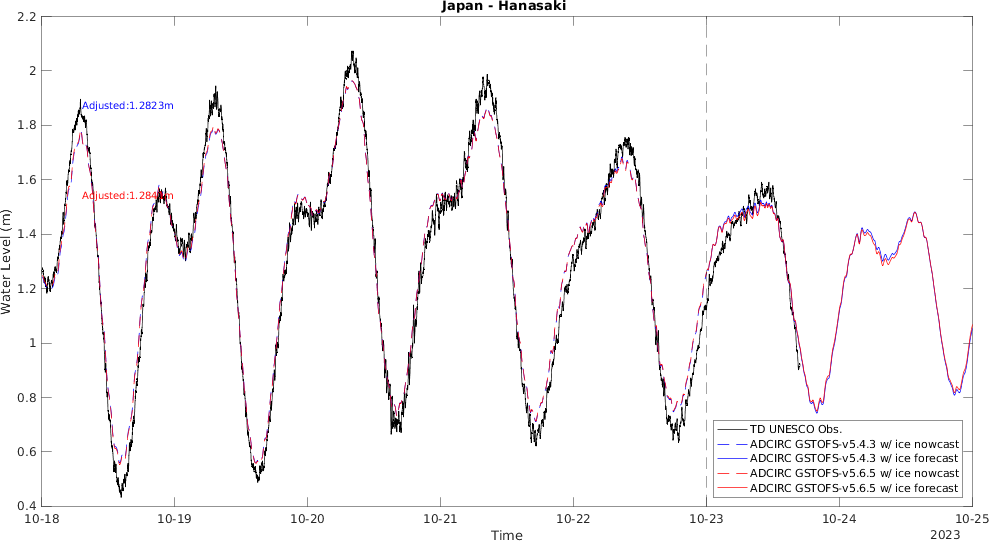 Japan - Hanasaki
2.2
2
1.8
1.6
1.4
1.2
1
0.8
0.6
0.4
Water Level (m)
Adjusted:1.2823m
TD UNESCO Obs.
ADCIRC GSTOFS-v5.4.3 w/ ice nowcast
ADCIRC GSTOFS-v5.4.3 w/ ice forecast
ADCIRC GSTOFS-v5.6.5 w/ ice nowcast
ADCIRC GSTOFS-v5.6.5 w/ ice forecast
10-18
10-19
10-20
10-21
10-22
10-23
10-24
10-25
Time
2023